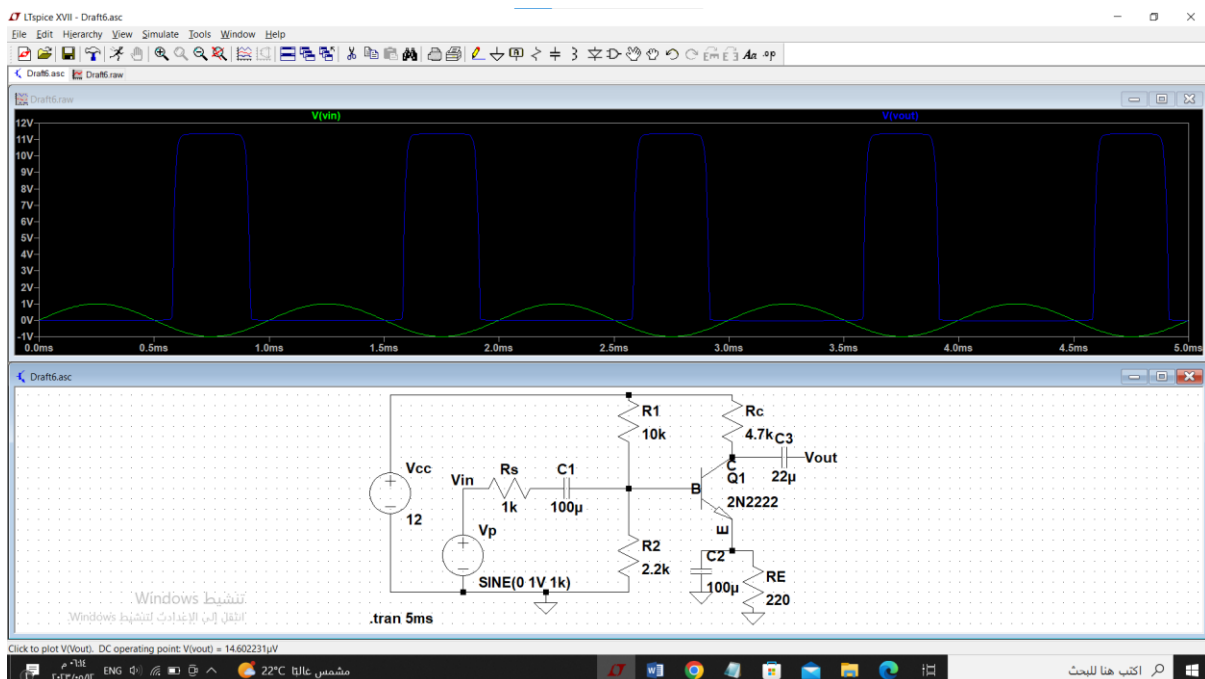 LTspice XVII - Draft6.asc
File Edit Hierarchy View Simulate Tools Window Help
Draft6.asc Draft6.raw
Draft6.raw
V(vin) V(vout)
12V
11V
10V
9V
8V
7V
6V
5V
4V
3V
2V
1V
0V
-1V
0.0ms 0.5ms 1.0ms 1.5ms 2.0ms 2.5ms 3.0ms 3.5ms 4.0ms 4.5ms 5.0ms
Draft6.asc
R1
10k
Rc
4.7k
C3
22µ
Vout
Vcc
12
Vin
Rs
1k
C1
100µ
B
C
Q1
2N2222
E
Vp
SINE(0 1V 1k)
R2
2.2k
C2
100µ
RE
220
.tran 5ms
تنشيط Windows
انتقل إلى الإعدادت لتنشيط Windows
Click to plot V(Vout). DC operating point: V(vout) = 14.602231µV
ENG
22°C مشمس غالبًا
اكتب هنا للبحث